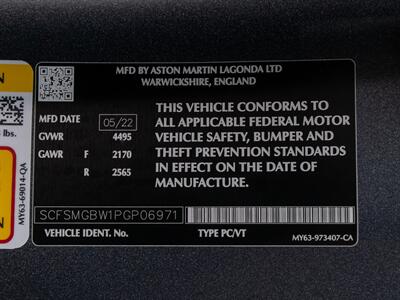 MFD BY ASTON MARTIN LAGONDA LTD
WARWICKSHIRE, ENGLAND
MFD DATE 05/22
GVWR 4495
GAWR F 2170
R 2565
THIS VEHICLE CONFORMS TO
ALL APPLICABLE FEDERAL MOTOR
VEHICLE SAFETY, BUMPER AND
THEFT PREVENTION STANDARDS
IN EFFECT ON THE DATE OF
MANUFACTURE.
SCFSMGBW1PGP06971
VEHICLE IDENT. NO. TYPE PC/VT
MY63-973407-CA
N
lbs.
MY63-69014-QA